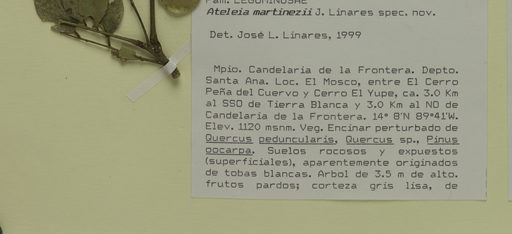 Fam. LEGUMINOSAE
Ateleia martinezii J. Linares spec. nov.
Det. José L. Linares, 1999
Mpio. Candelaria de la Frontera. Depto.
Santa Ana. Loc. El Mosco, entre El Cerro
Peña del Cuervo y Cerro El Yupe, ca. 3.0 Km
al SSO de Tierra Blanca y 3.0 Km al NO de
Candelaria de la Frontera. 14° 8'N 89°41'W.
Elev. 1120 msnm. Veg. Encinar perturbado de
Quercus peduncularis, Quercus sp., Pinus
oocarpa. Suelos rocosos y expuestos
(superficiales), aparentemente originados
de tobas blancas. Arbol de 3.5 m de alto.
frutos pardos; corteza gris lisa, de